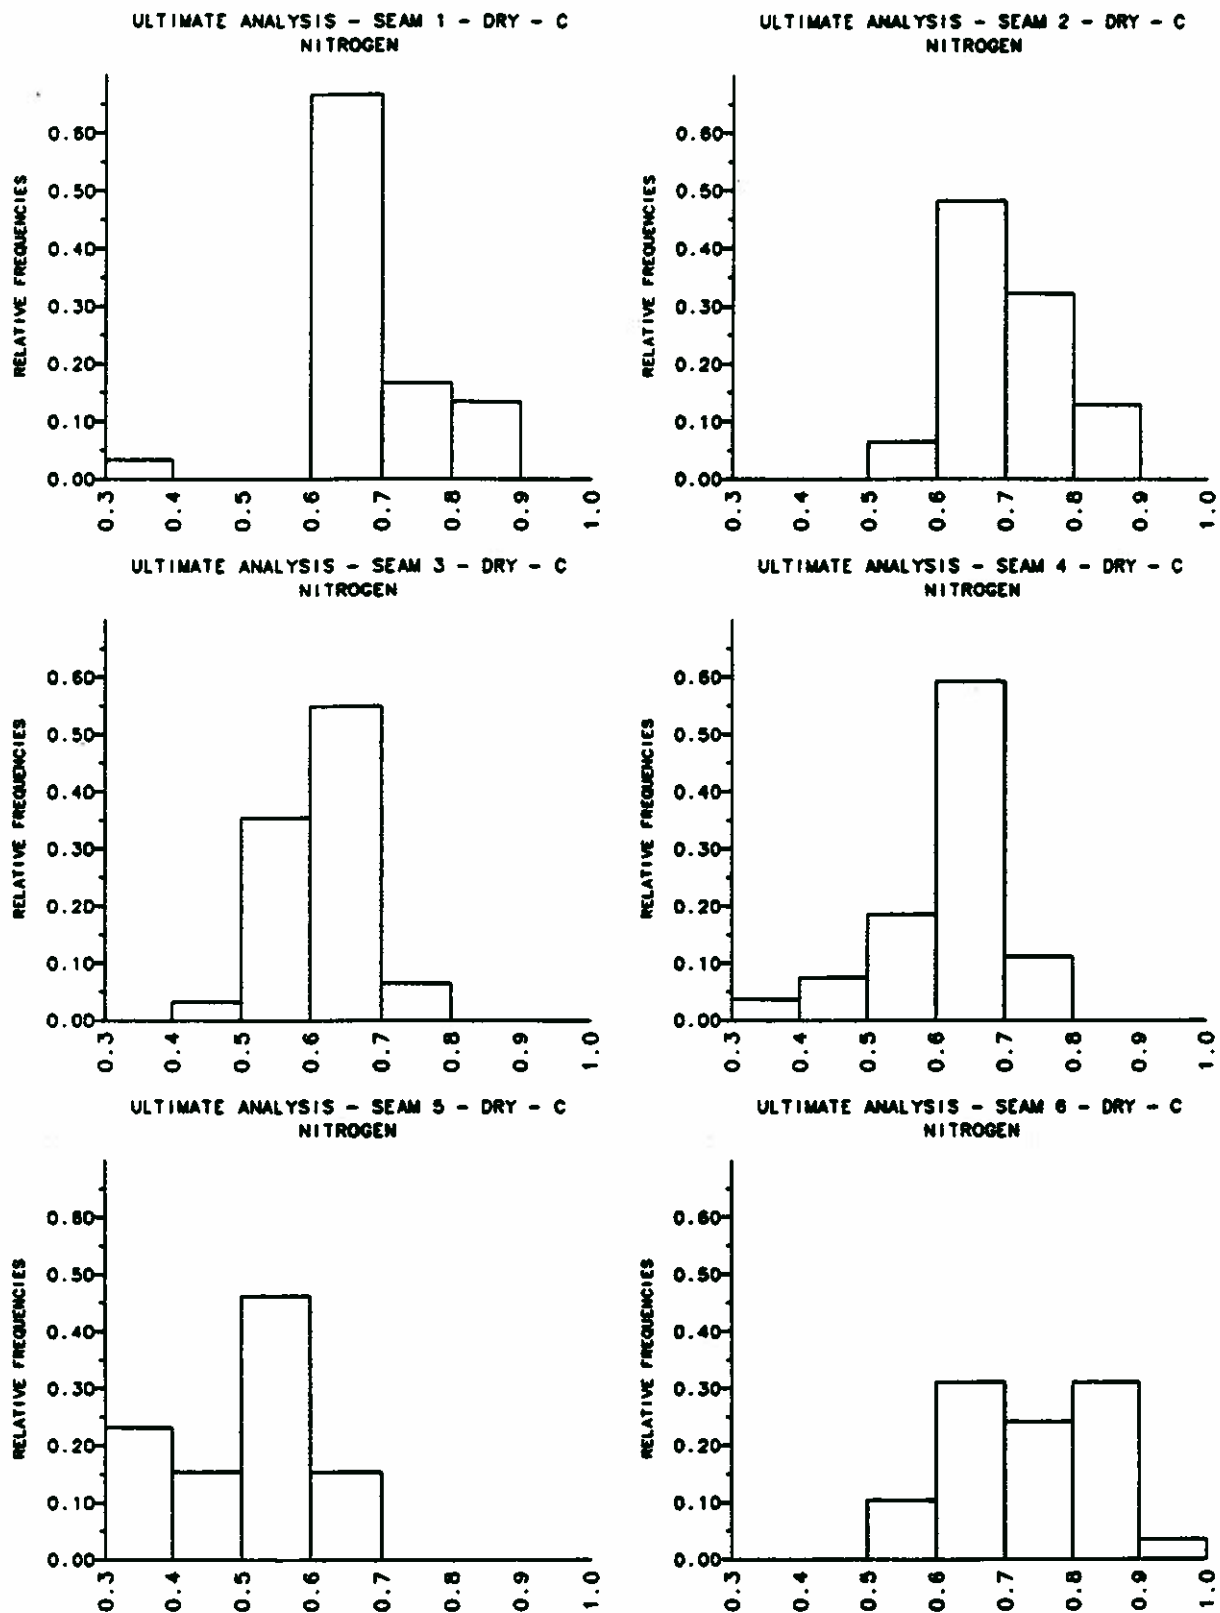 ULTIMATE ANALYSIS - SEAM 1 - DRY - C
NITROGEN
RELATIVE FREQUENCIES
0.60
0.50
0.40
0.30
0.20
0.10
0.00
0.3 0.4 0.5 0.6 0.7 0.8 0.9 1.0
ULTIMATE ANALYSIS - SEAM 2 - DRY - C
NITROGEN
RELATIVE FREQUENCIES
0.60
0.50
0.40
0.30
0.20
0.10
0.00
0.3 0.4 0.5 0.6 0.7 0.8 0.9 1.0
ULTIMATE ANALYSIS - SEAM 3 - DRY - C
NITROGEN
RELATIVE FREQUENCIES
0.60
0.50
0.40
0.30
0.20
0.10
0.00
0.3 0.4 0.5 0.6 0.7 0.8 0.9 1.0
ULTIMATE ANALYSIS - SEAM 4 - DRY - C
NITROGEN
RELATIVE FREQUENCIES
0.60
0.50
0.40
0.30
0.20
0.10
0.00
0.3 0.4 0.5 0.6 0.7 0.8 0.9 1.0
ULTIMATE ANALYSIS - SEAM 5 - DRY - C
NITROGEN
RELATIVE FREQUENCIES
0.60
0.50
0.40
0.30
0.20
0.10
0.00
0.3 0.4 0.5 0.6 0.7 0.8 0.9 1.0
ULTIMATE ANALYSIS - SEAM 6 - DRY - C
NITROGEN
RELATIVE FREQUENCIES
0.60
0.50
0.40
0.30
0.20
0.10
0.00
0.3 0.4 0.5 0.6 0.7 0.8 0.9 1.0